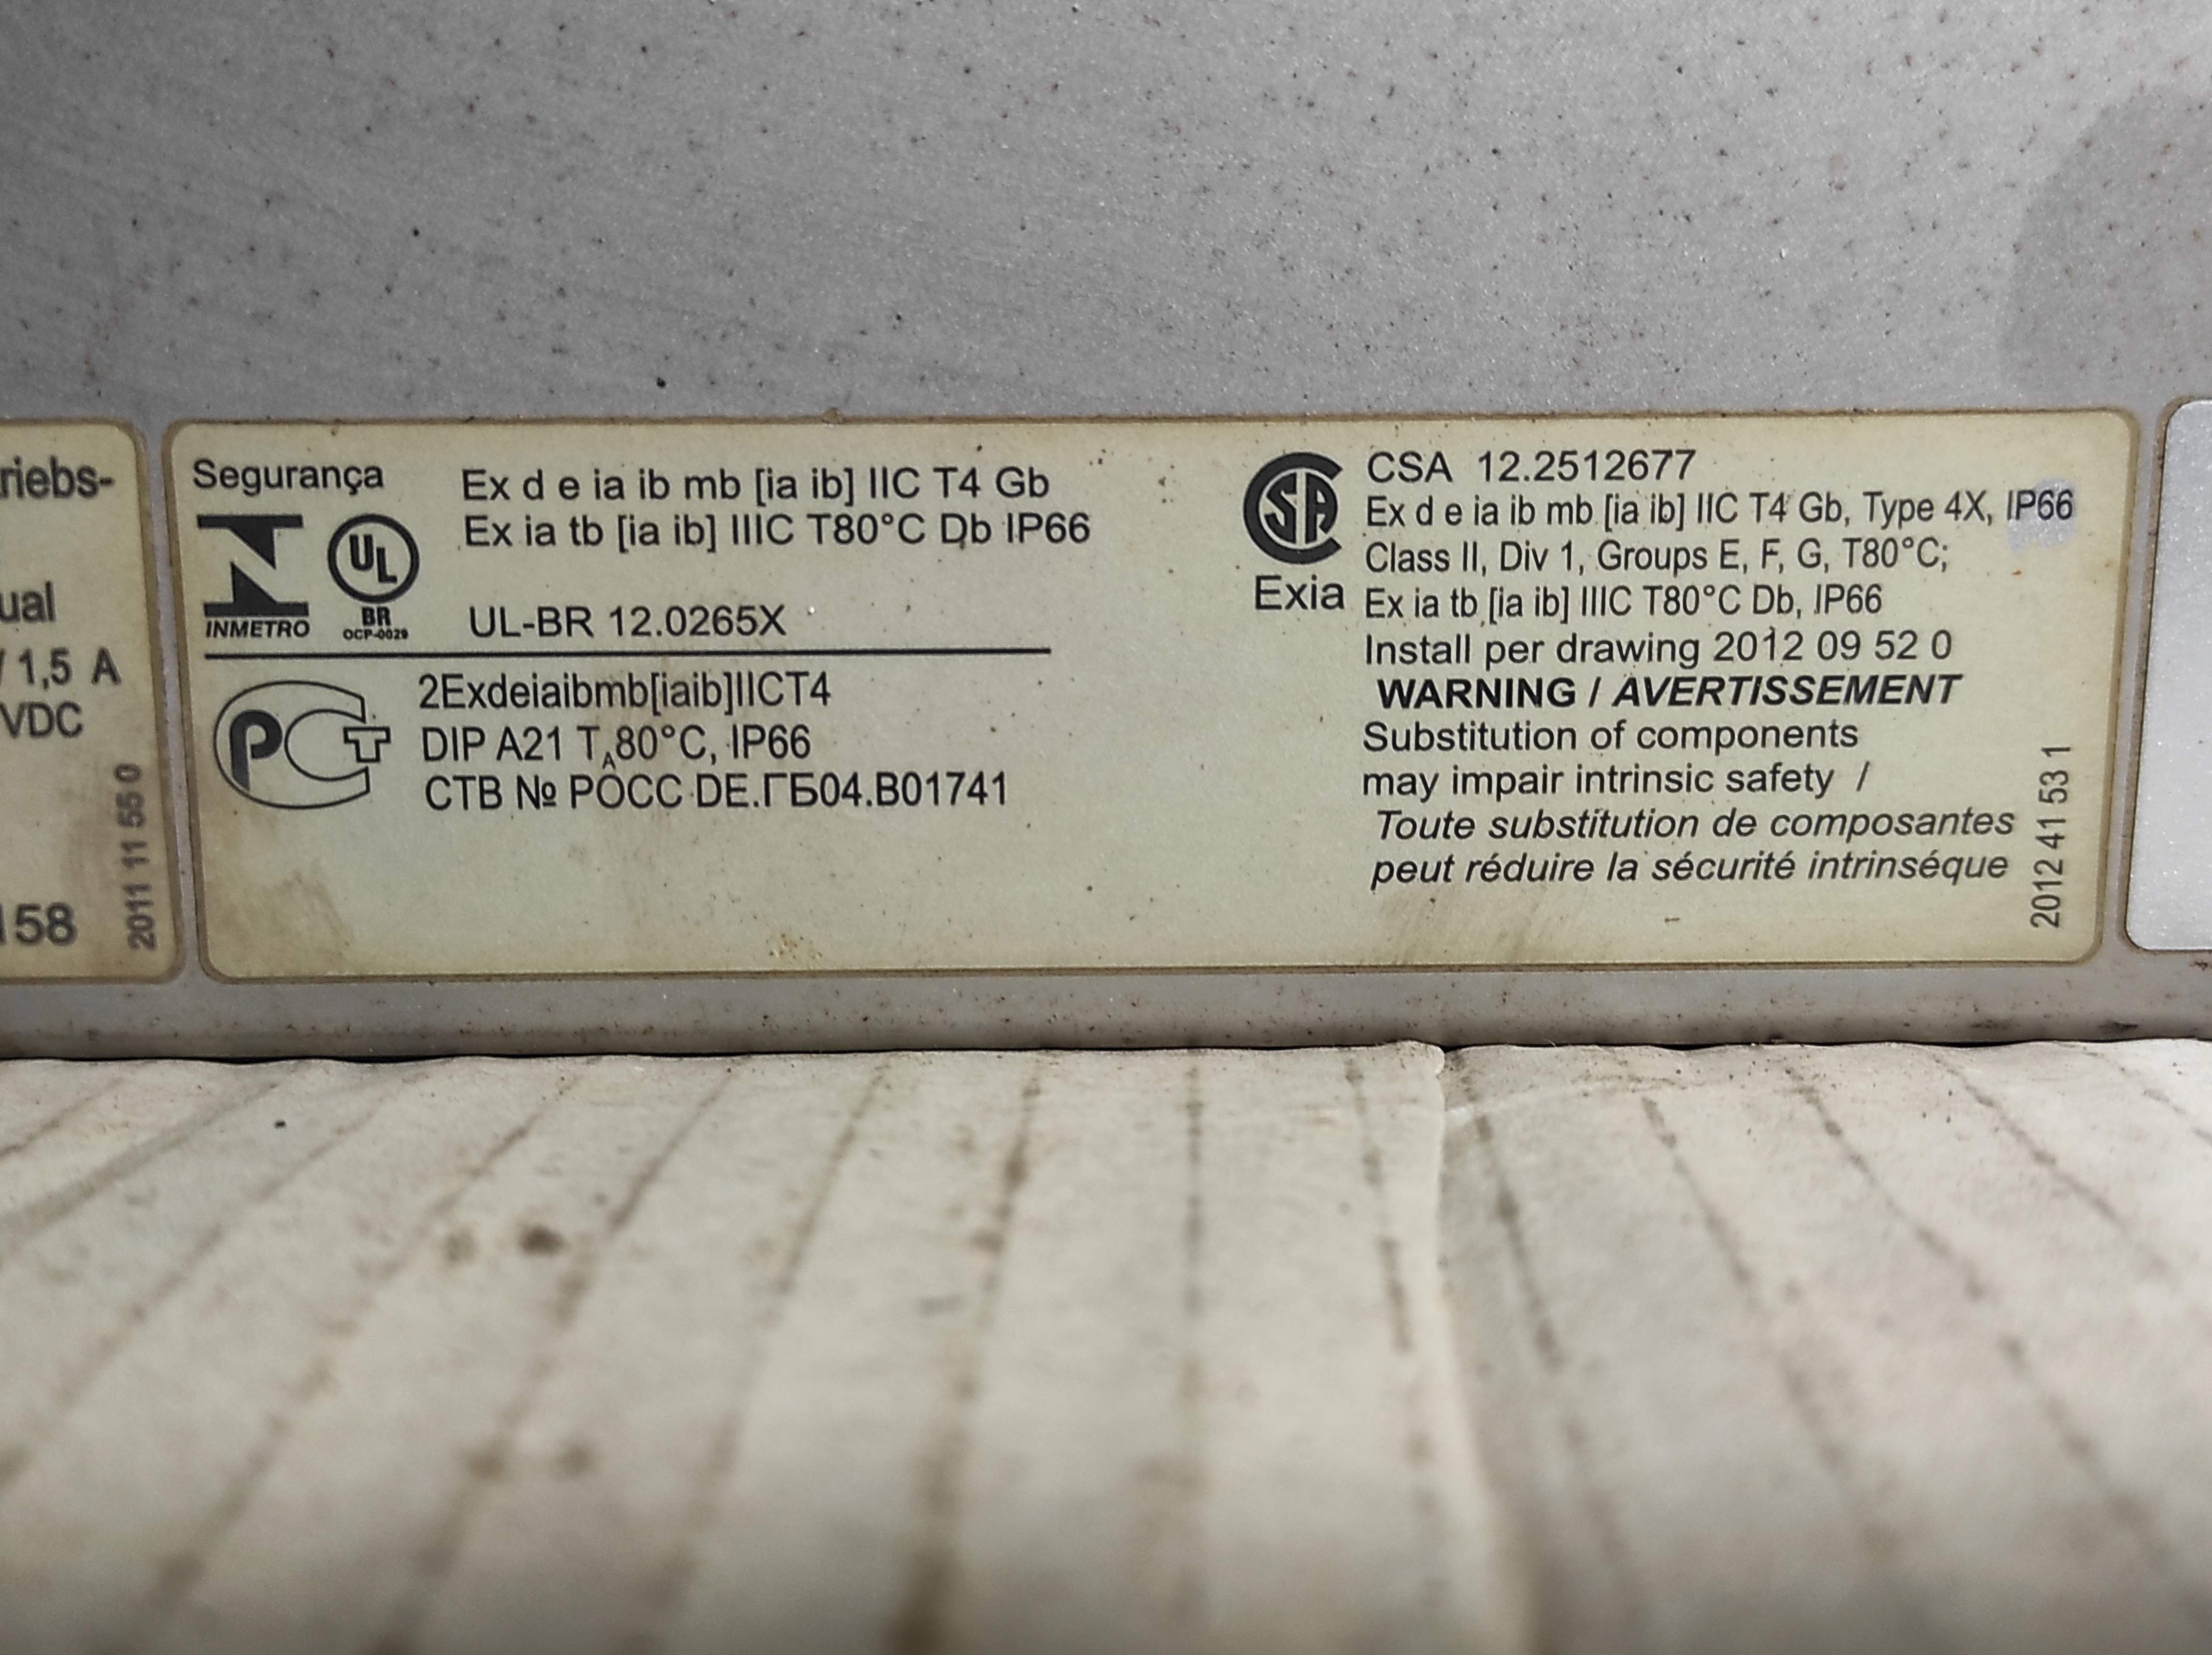 riebs-
ual
/ 1,5 A
VDC
158
2011 11 55 0
Segurança
INMETRO
UL
BR
OCP-0029
Ex d e ia ib mb [ia ib] IIC T4 Gb
Ex ia tb [ia ib] IIIC T80°C Db IP66
UL-BR 12.0265X
РСТ
2Exdeiaibmb[iaib]IICT4
DIP A21 TA80°C, IP66
СТВ № РОСС DE.ГБ04.В01741
SA
Exia
CSA 12.2512677
Ex d e ia ib mb [ia ib] IIC T4 Gb, Type 4X, IP66
Class II, Div 1, Groups E, F, G, T80°C;
Ex ia tb [ia ib] IIIC T80°C Db, IP66
Install per drawing 2012 09 52 0
WARNING / AVERTISSEMENT
Substitution of components
may impair intrinsic safety /
Toute substitution de composantes
peut réduire la sécurité intrinséque
2012 41 53 1